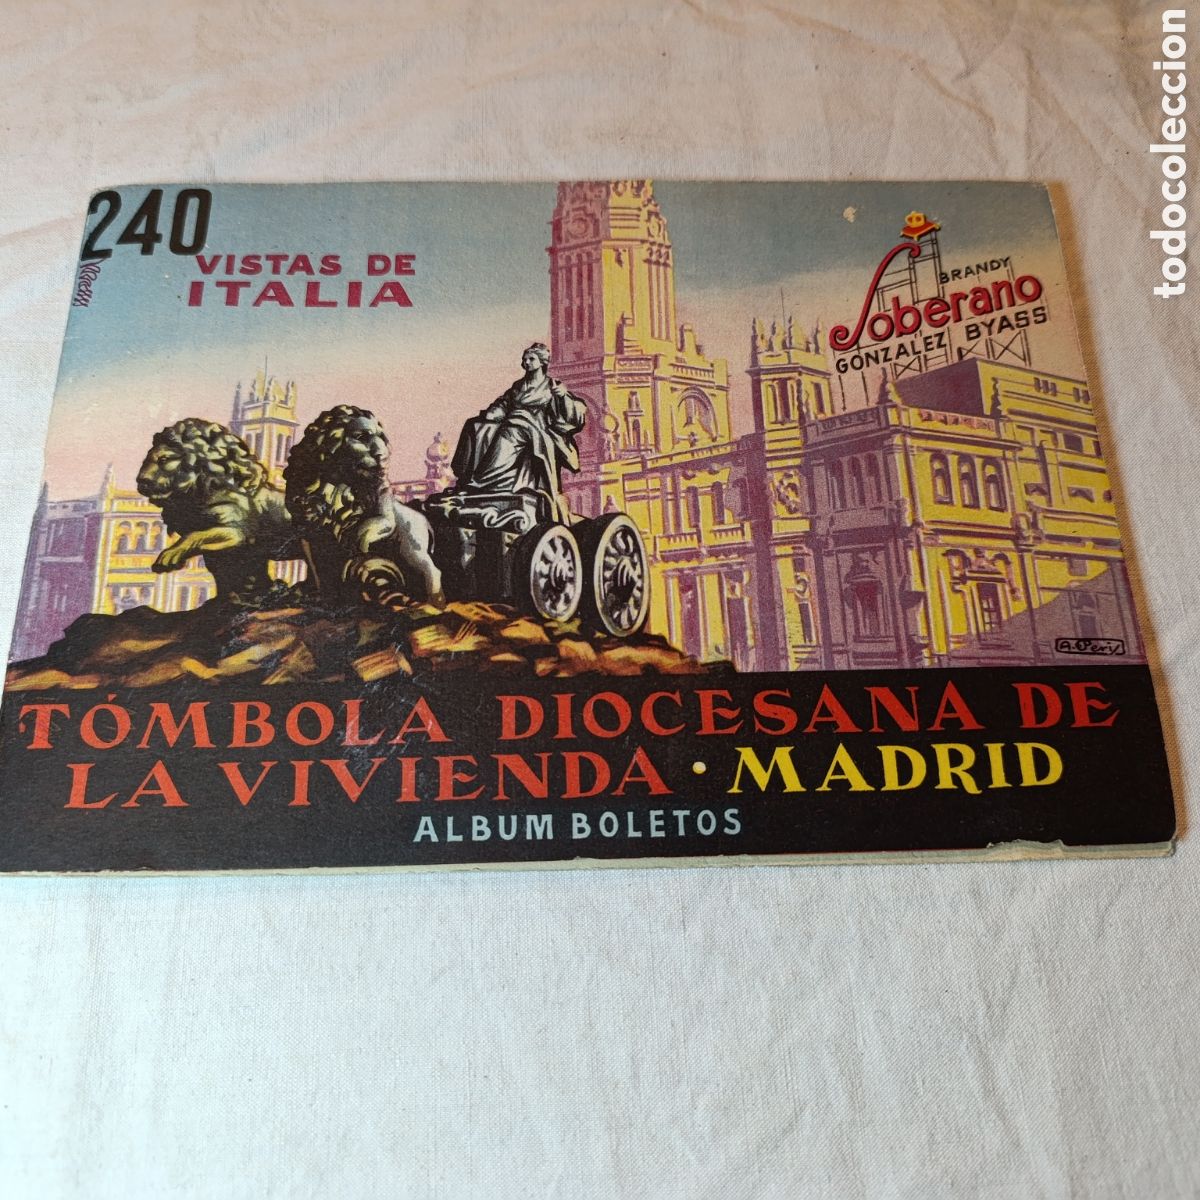 240
VISTAS DE
ITALIA
BRANDY
Soberano
GONZALEZ BYASS
A. Peris
TÓMBOLA DIOCESANA DE
LA VIVIENDA · MADRID
ALBUM BOLETOS
todocoleccion